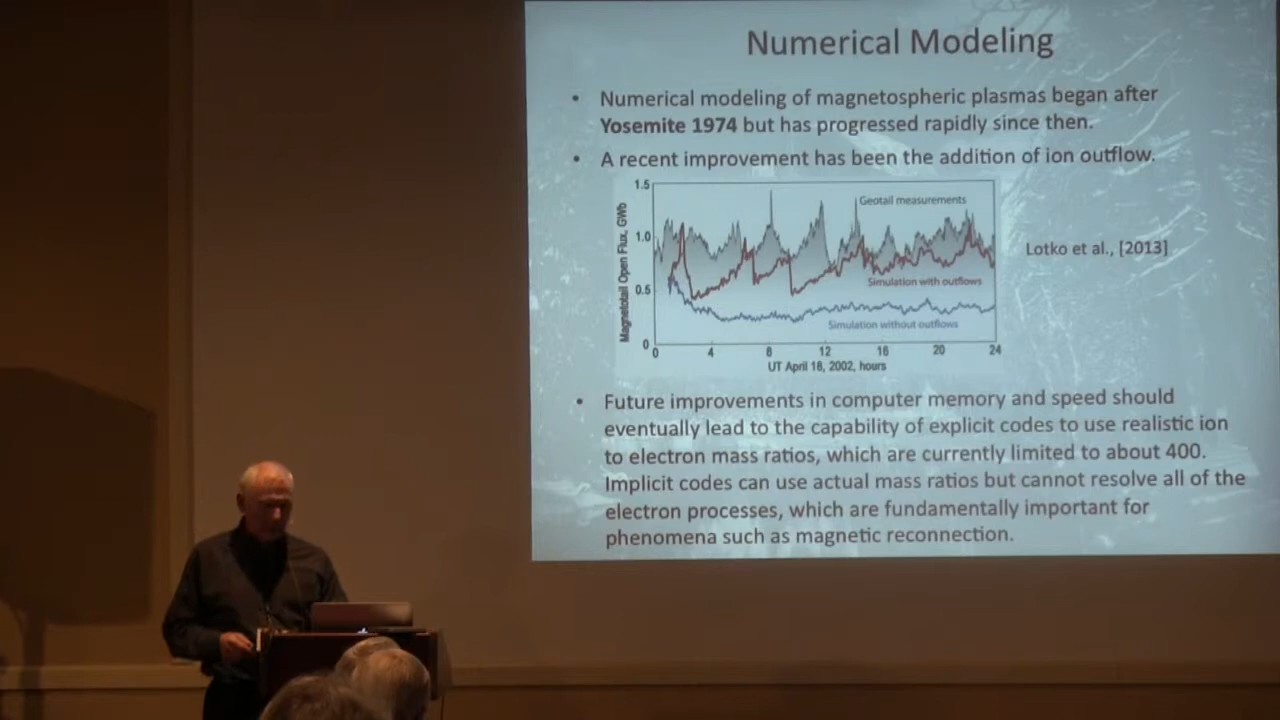 Numerical Modeling
• Numerical modeling of magnetospheric plasmas began after
Yosemite 1974 but has progressed rapidly since then.
• A recent improvement has been the addition of ion outflow.
Magnetotail Open Flux, GWb
1.5
1.0
0.5
0
Geotail measurements
Simulation with outflows
Simulation without outflows
0 4 8 12 16 20 24
UT April 16, 2002, hours
Lotko et al., [2013]
• Future improvements in computer memory and speed should
eventually lead to the capability of explicit codes to use realistic ion
to electron mass ratios, which are currently limited to about 400.
Implicit codes can use actual mass ratios but cannot resolve all of the
electron processes, which are fundamentally important for
phenomena such as magnetic reconnection.